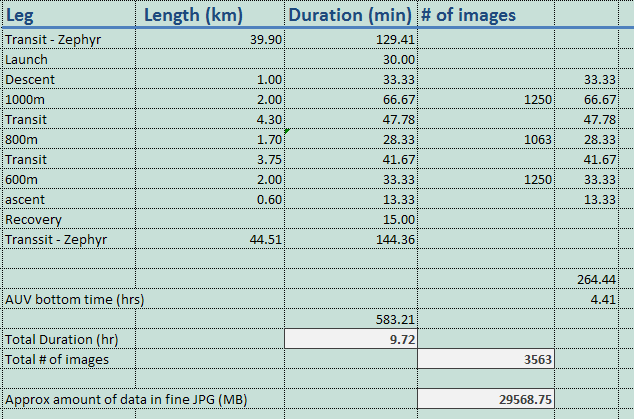 Leg Length (km) Duration (min) # of images
Transit - Zephyr 39.90 129.41
Launch 30.00
Descent 1.00 33.33 33.33
1000m 2.00 66.67 1250 66.67
Transit 4.30 47.78 47.78
800m 1.70 28.33 1063 28.33
Transit 3.75 41.67 41.67
600m 2.00 33.33 1250 33.33
ascent 0.60 13.33 13.33
Recovery 15.00
Transsit - Zephyr 44.51 144.36
264.44
AUV bottom time (hrs) 4.41
583.21
Total Duration (hr) 9.72
Total # of images 3563
Approx amount of data in fine JPG (MB) 29568.75